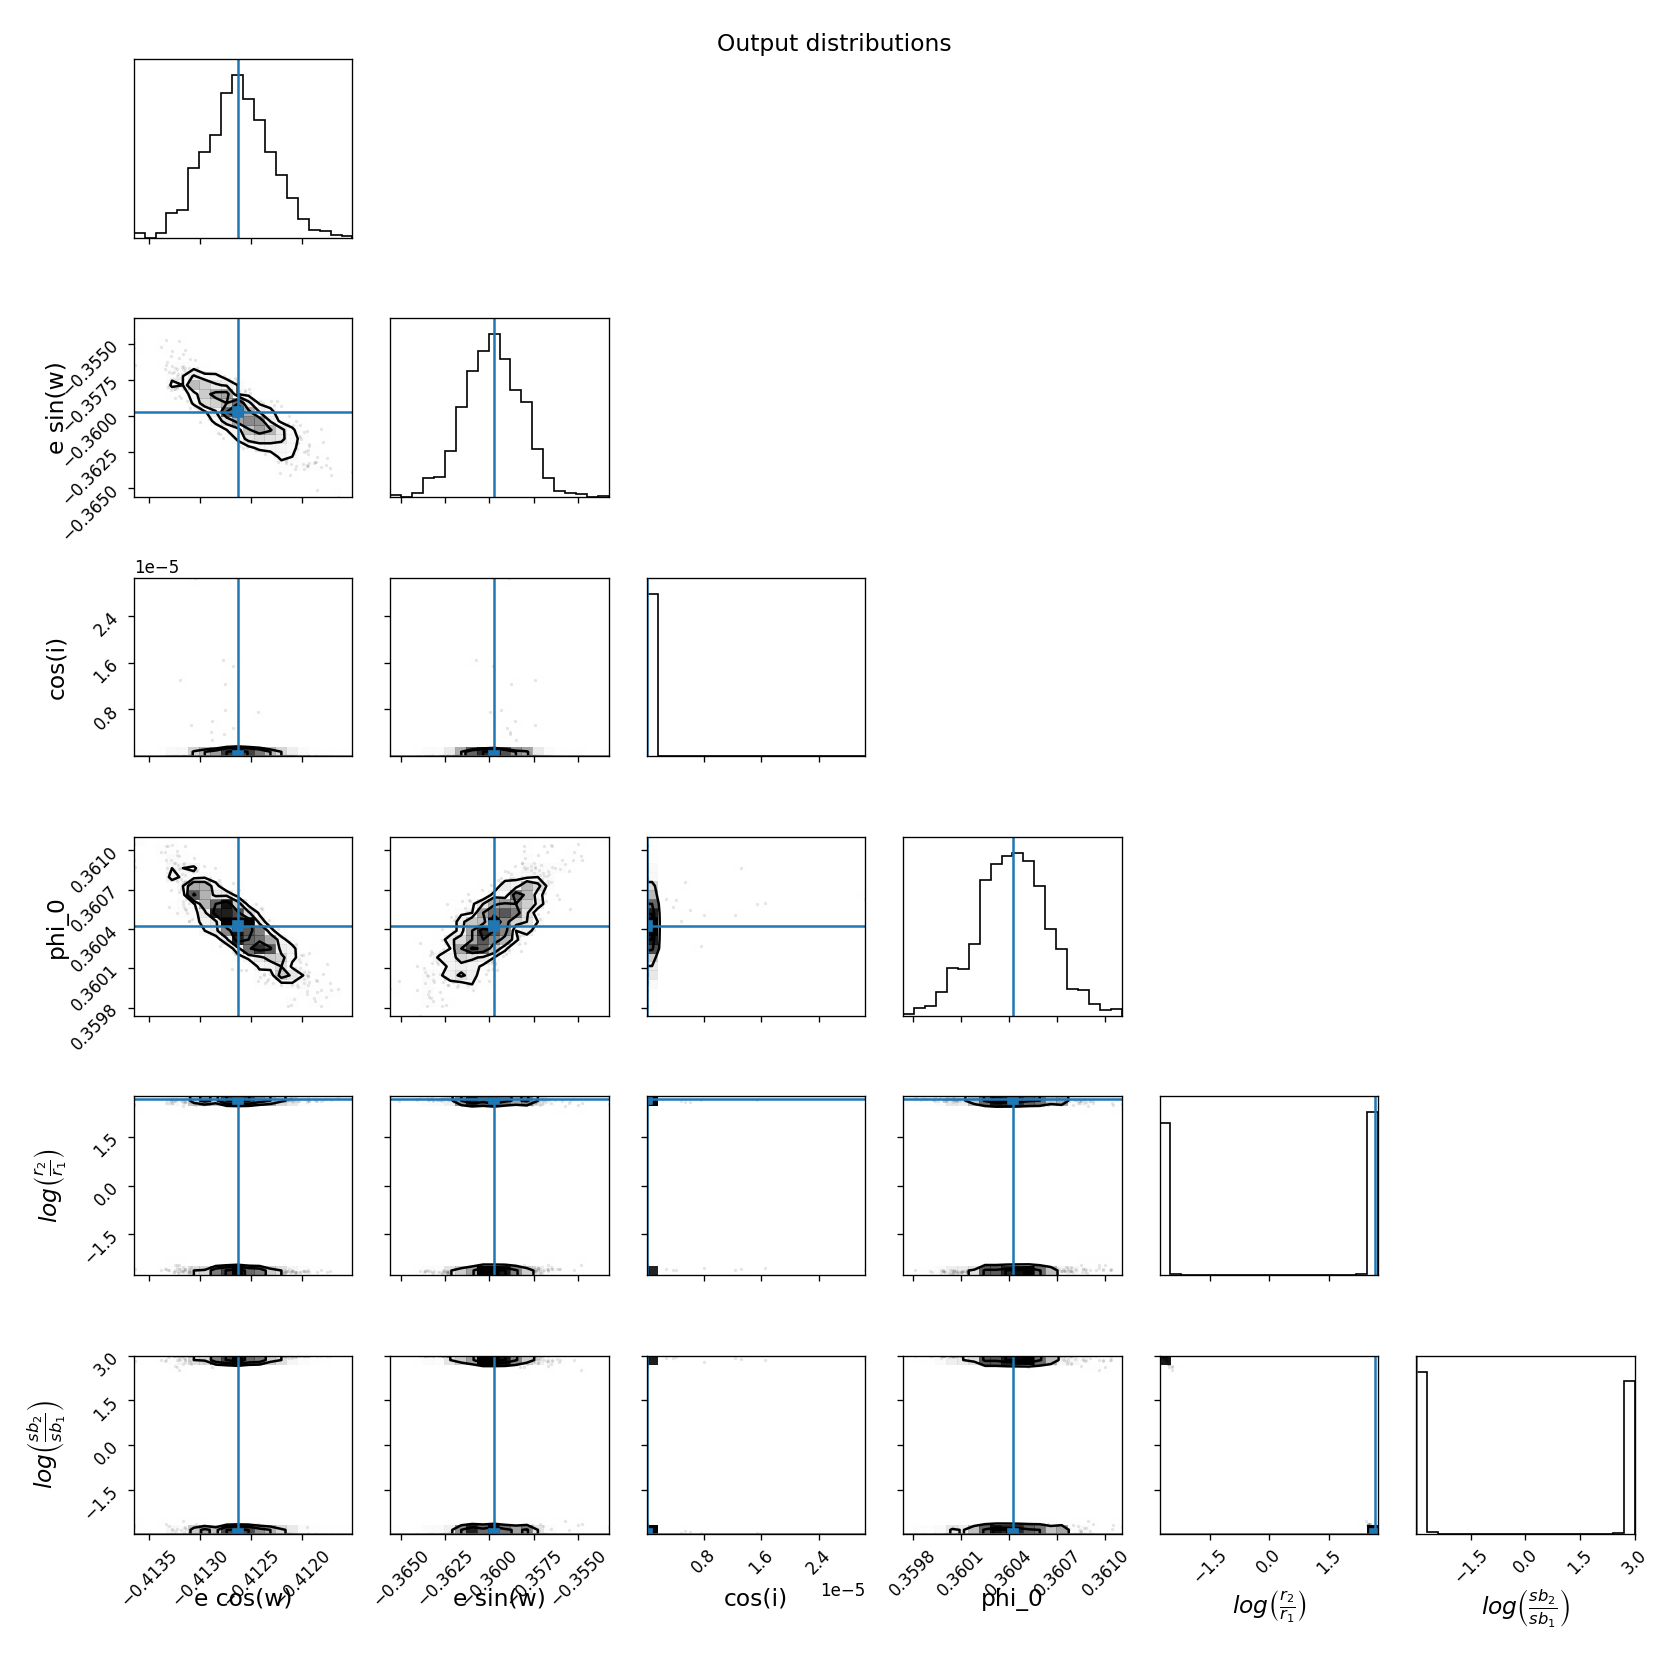 Output distributions
e sin(w)
−0.3550
−0.3575
−0.3600
−0.3625
−0.3650
1e−5
cos(i)
2.4
1.6
0.8
phi_0
0.3610
0.3607
0.3604
0.3601
0.3598
log(r2/r1)
1.5
0.0
−1.5
log(sb2/sb1)
3.0
1.5
0.0
−1.5
−0.4135 −0.4130 −0.4125 −0.4120
−0.3650 −0.3625 −0.3600 −0.3575 −0.3550
0.8 1.6 2.4
1e−5
0.3598 0.3601 0.3604 0.3607 0.3610
−1.5 0.0 1.5
−1.5 0.0 1.5 3.0
e cos(w) e sin(w) cos(i) phi_0 log(r2/r1) log(sb2/sb1)